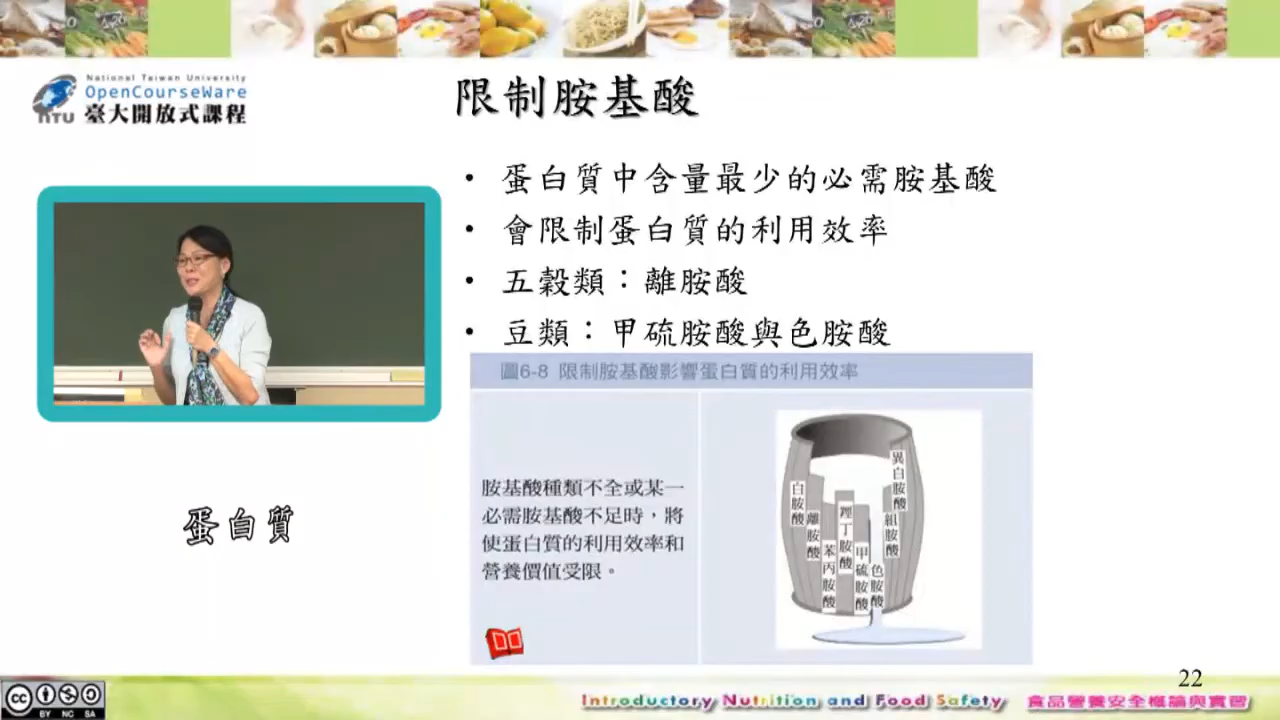 National Taiwan University
OpenCourseWare
NTU 臺大開放式課程
限制胺基酸
• 蛋白質中含量最少的必需胺基酸
• 會限制蛋白質的利用效率
• 五穀類：離胺酸
• 豆類：甲硫胺酸與色胺酸
圖6-8 限制胺基酸影響蛋白質的利用效率
胺基酸種類不全或某一
必需胺基酸不足時，將
使蛋白質的利用效率和
營養價值受限。
白胺酸
離胺酸
苯丙胺酸
羥丁胺酸
甲硫胺酸
色胺酸
組胺酸
異白胺酸
蛋白質
22
cc BY NC SA
Introductory Nutrition and Food Safety 食品營養安全概論與實習